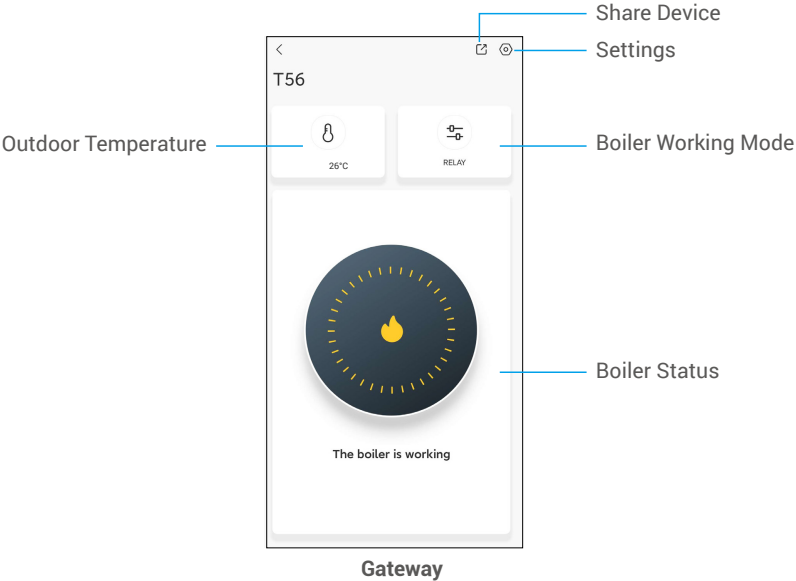 Share Device
Settings
T56
Outdoor Temperature
Boiler Working Mode
26°C
RELAY
Boiler Status
The boiler is working
Gateway